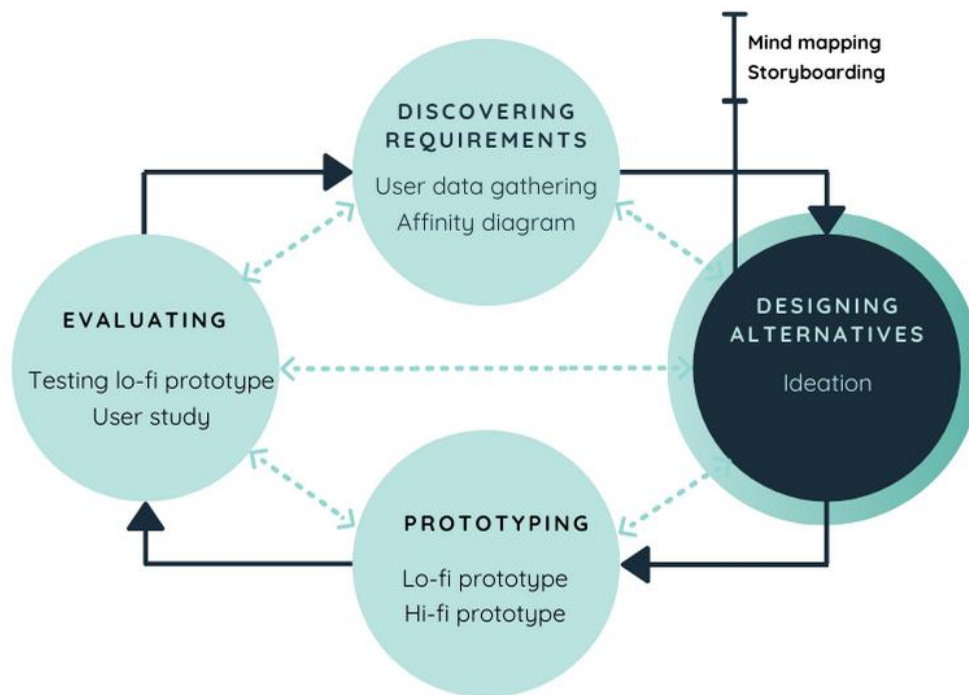 Mind mapping
Storyboarding
DISCOVERING
REQUIREMENTS
User data gathering
Affinity diagram
DESIGNING
ALTERNATIVES
Ideation
EVALUATING
Testing lo-fi prototype
User study
PROTOTYPING
Lo-fi prototype
Hi-fi prototype